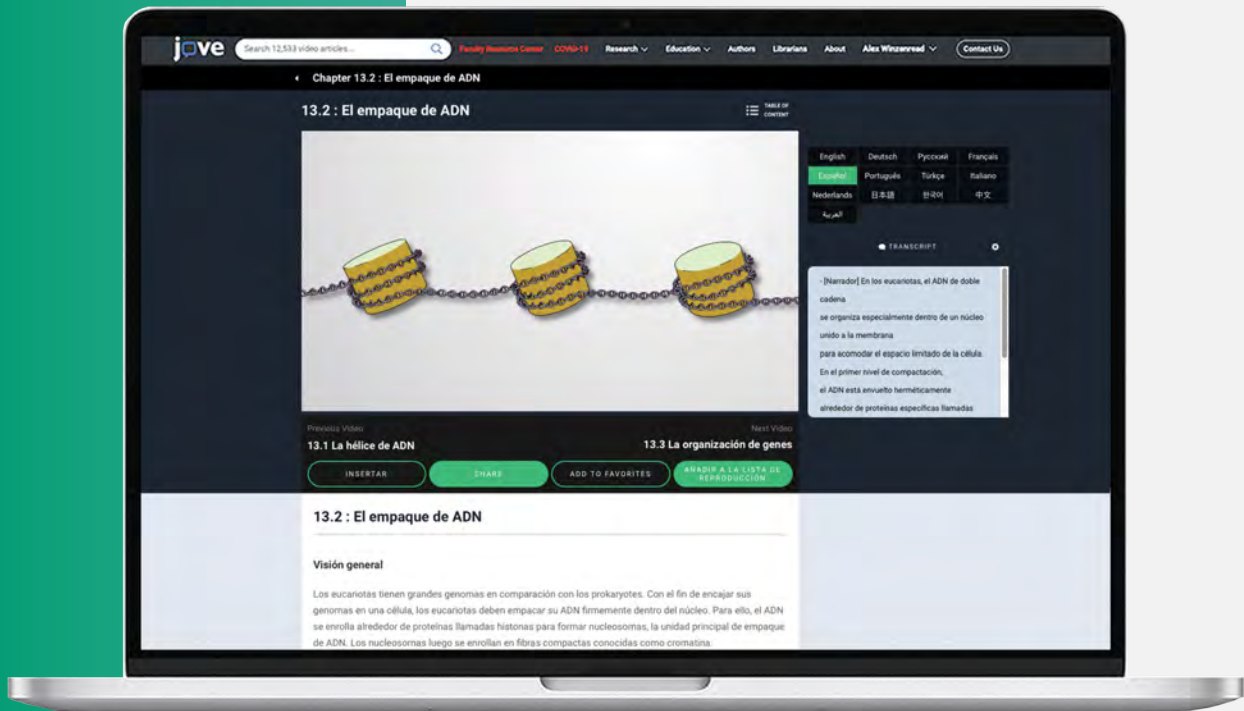 jove
Search 12,533 video articles...
Faculty Resource Center COVID-19 Research Education Authors Librarians About Alex Winzenread Contact Us
Chapter 13.2 : El empaque de ADN
13.2 : El empaque de ADN
TABLE OF
CONTENT
English Deutsch Русский Français
Español Português Türkçe Italiano
Nederlands 日本語 한국어 中文
العربية
TRANSCRIPT
- [Narrador] En los eucariotas, el ADN de doble
cadena
se organiza especialmente dentro de un núcleo
unido a la membrana
para acomodar el espacio limitado de la célula.
En el primer nivel de compactación,
el ADN está envuelto herméticamente
alrededor de proteínas específicas llamadas
Previous Video
Next Video
13.1 La hélice de ADN
13.3 La organización de genes
INSERTAR
SHARE
ADD TO FAVORITES
AÑADIR A LA LISTA DE
REPRODUCCIÓN
13.2 : El empaque de ADN
Visión general
Los eucariotas tienen grandes genomas en comparación con los prokaryotes. Con el fin de encajar sus
genomas en una célula, los eucariotas deben empacar su ADN firmemente dentro del núcleo. Para ello, el ADN
se enrolla alrededor de proteínas llamadas histonas para formar nucleosomas, la unidad principal de empaque
de ADN. Los nucleosomas luego se enrollan en fibras compactas conocidas como cromatina.